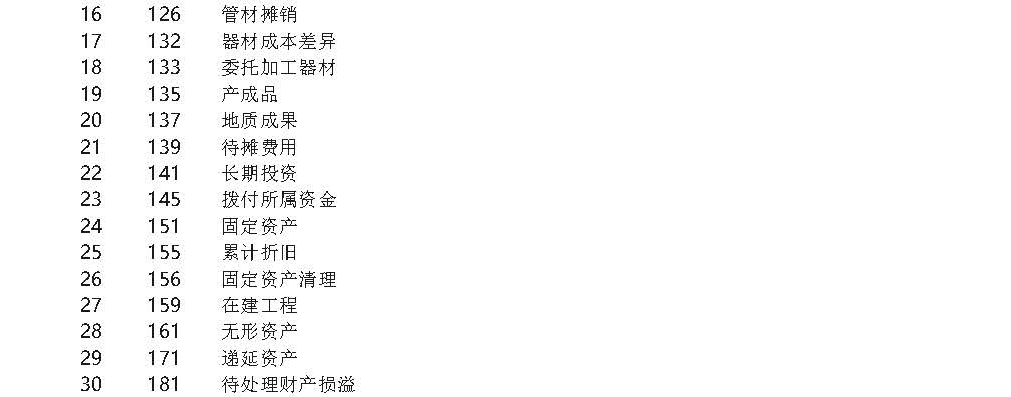 16 126 管材摊销
17 132 器材成本差异
18 133 委托加工器材
19 135 产成品
20 137 地质成果
21 139 待摊费用
22 141 长期投资
23 145 拨付所属资金
24 151 固定资产
25 155 累计折旧
26 156 固定资产清理
27 159 在建工程
28 161 无形资产
29 171 递延资产
30 181 待处理财产损溢